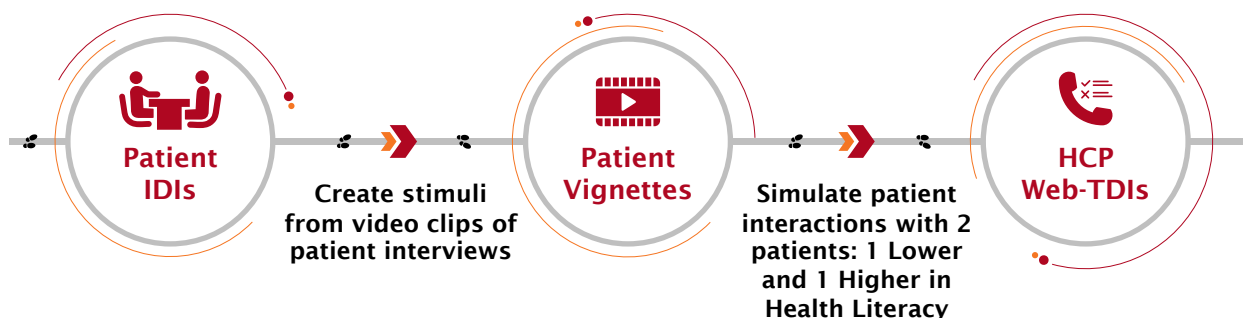 Patient
IDIs
Create stimuli
from video clips of
patient interviews
Patient
Vignettes
Simulate patient
interactions with 2
patients: 1 Lower
and 1 Higher in
Health Literacy
HCP
Web-TDIs